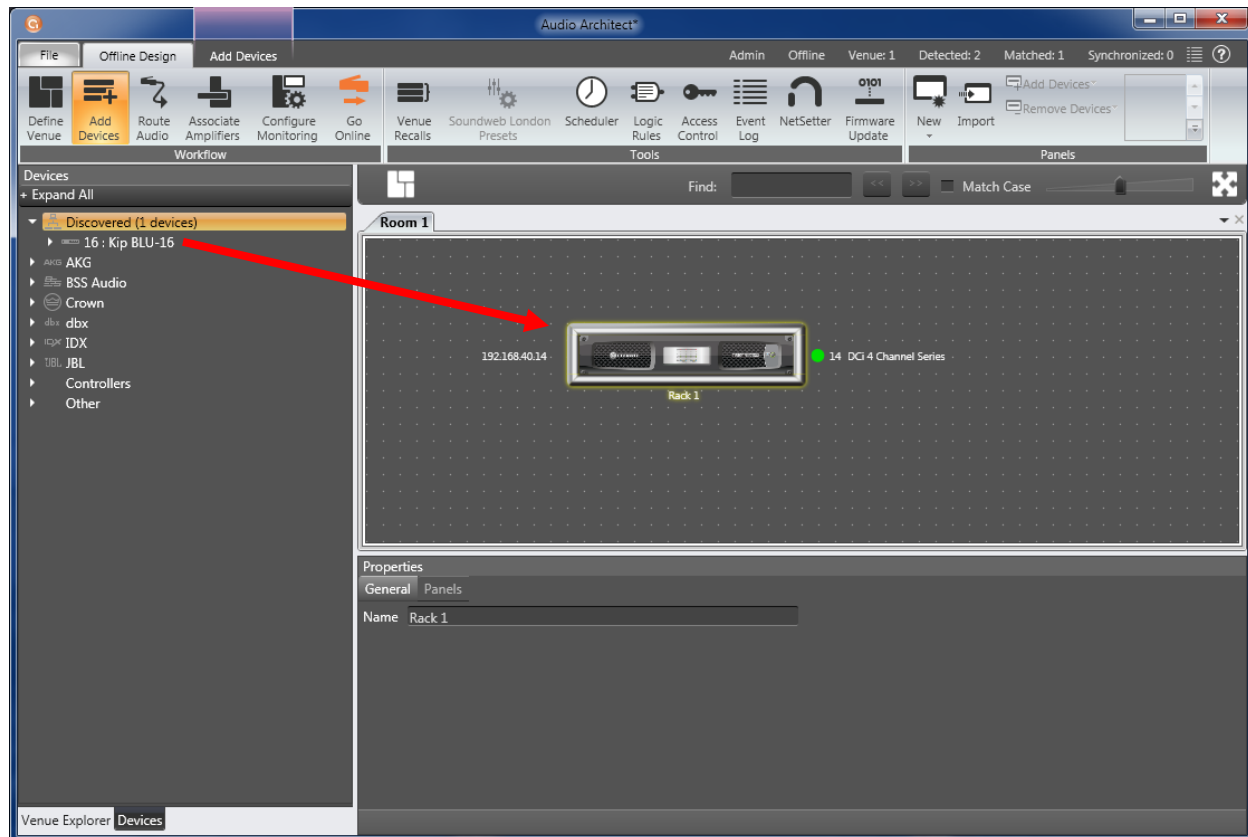 Audio Architect*
File Offline Design Add Devices Admin Offline Venue: 1 Detected: 2 Matched: 1 Synchronized: 0 ?
Define Venue
Add Devices
Route Audio
Associate Amplifiers
Configure Monitoring
Go Online
Venue Recalls
Soundweb London Presets
Scheduler
Logic Rules
Access Control
Event Log
NetSetter
0101
Firmware Update
New
Import
Add Devices
Remove Devices
Workflow Tools Panels
Devices
+ Expand All
Find: << >> Match Case
Discovered (1 devices)
16 : Kip BLU-16
AKG AKG
BSS Audio
Crown
dbx dbx
IDX
JBL JBL
Controllers
Other
Room 1
192.168.40.14
14 DCi 4 Channel Series
Rack 1
Properties
General Panels
Name Rack 1
Venue Explorer Devices